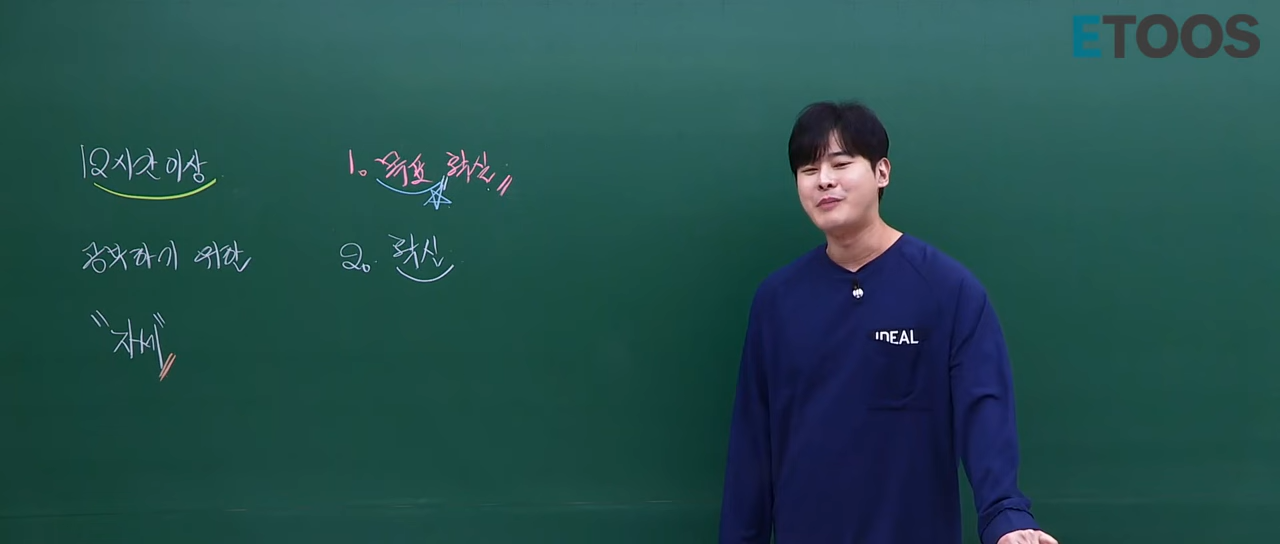 ETOOS
12시간 이상
공부하기 위한
"자세"
1. 목표 확신
2. 확신
IDEAL